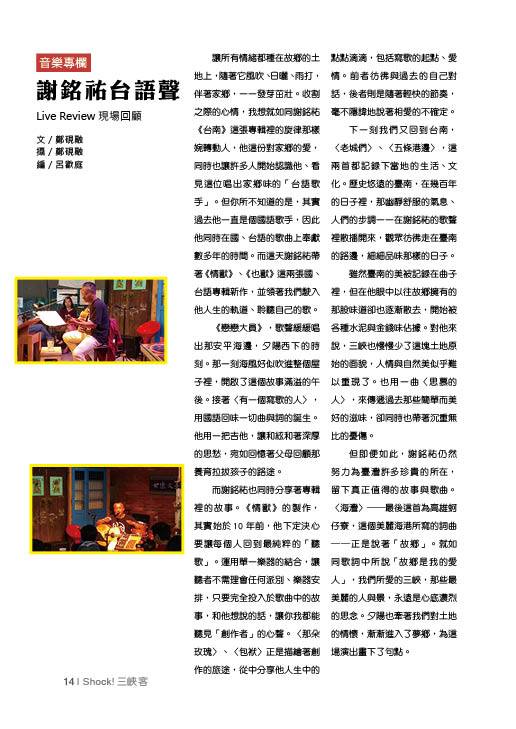 音樂專欄
謝銘祐台語聲
Live Review 現場回顧
文 / 鄭硯融
攝 / 鄭硯融
編 / 呂歡庭
讓所有情緒都種在故鄉的土
地上，隨著它風吹、日曬、雨打，
伴著家鄉，一一發芽茁壯。收割
之際的心情，我想就如同謝銘祐
《台南》這張專輯裡的旋律那樣
婉轉動人，他這份對家鄉的愛，
同時也讓許多人開始認識他、看
見這位唱出家鄉味的「台語歌
手」。但你所不知道的是，其實
過去他一直是個國語歌手，因此
他同時在國、台語的歌曲上奉獻
數多年的時間。而這天謝銘祐帶
著《情獸》、《也獸》這兩張國、
台語專輯新作，並領著我們駛入
他人生的軌道、聆聽自己的歌。
《戀戀大員》，歌聲緩緩唱
出那安平海邊，夕陽西下的時
刻。那一刻海風好似吹進整個屋
子裡，開啟了這個故事滿溢的午
後。接著〈有一個寫歌的人〉，
用國語回味一切曲與詞的誕生。
他用一把吉他，讓和絃和著深厚
的思愁，宛如回憶著父母回顧那
養育拉拔孩子的路途。
而謝銘祐也同時分享著專輯
裡的故事。《情獸》的製作，
其實始於 10 年前，他下定決心
要讓每個人回到最純粹的「聽
歌」。運用單一樂器的結合，讓
聽者不需理會任何派別、樂器安
排，只要完全投入於歌曲中的故
事，和他想說的話，讓你我都能
聽見「創作者」的心聲。〈那朵
玫瑰〉、〈包袱〉正是描繪著創
作的旅途，從中分享他人生中的
點點滴滴，包括寫歌的起點、愛
情。前者彷彿與過去的自己對
話，後者則是隨著輕快的節奏，
毫不隱諱地說著相愛的不確定。
下一刻我們又回到台南，
〈老城們〉、〈五條港邊〉，這
兩首都記錄下當地的生活、文
化。歷史悠遠的臺南，在幾百年
的日子裡，那幽靜舒服的氣息、
人們的步調一一在謝銘祐的歌聲
裡散播開來，觀眾彷彿走在臺南
的路邊，細細品味那樣的日子。
雖然臺南的美被記錄在曲子
裡，但在他眼中以往故鄉擁有的
那股味道卻也逐漸散去，開始被
各種水泥與金錢味佔據。對他來
說，三峽也慢慢少了這塊土地原
始的面貌，人情與自然美似乎難
以重現了。也用一曲〈思慕的
人〉，來傳遞過去那些簡單而美
好的滋味，卻同時也帶著沉重無
比的憂傷。
但即便如此，謝銘祐仍然
努力為臺灣許多珍貴的所在，
留下真正值得的故事與歌曲。
〈海澄〉——最後這首為高雄蚵
仔寮，這個美麗海港所寫的詞曲
——正是說著「故鄉」。就如
同歌詞中所說「故鄉是我的愛
人」，我們所愛的三峽，那些最
美麗的人與景，永遠是心底濃烈
的思念。夕陽也牽著我們對土地
的情懷，漸漸進入了夢鄉，為這
場演出畫下了句點。
14 | Shock! 三峽客